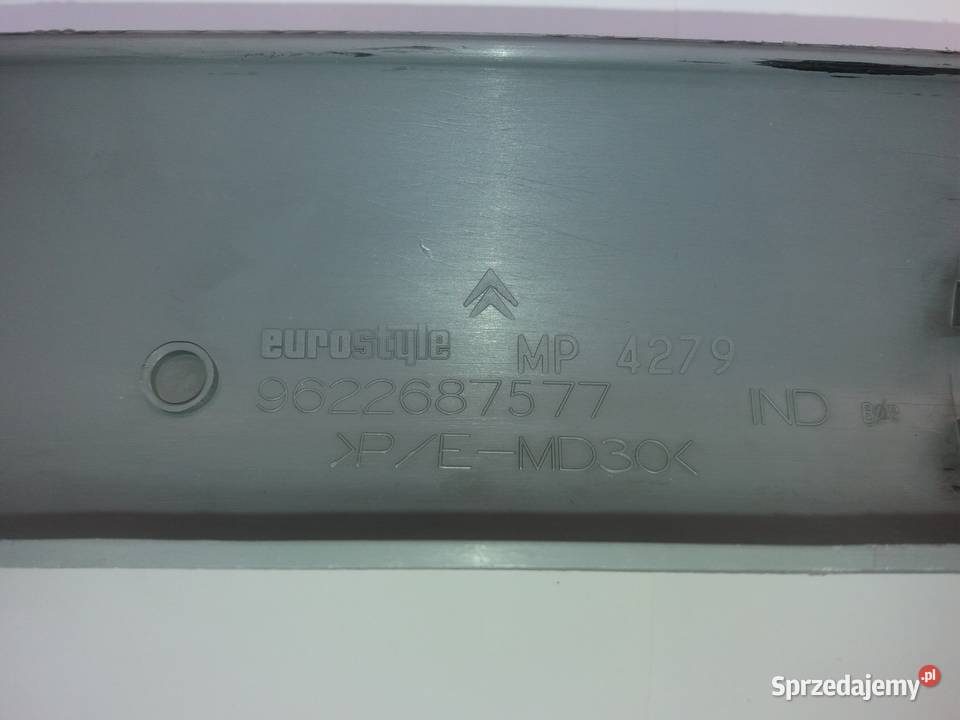 eurostyle MP 4279
9622687577 IND
>P/E-MD30<
Sprzedajemy.pl